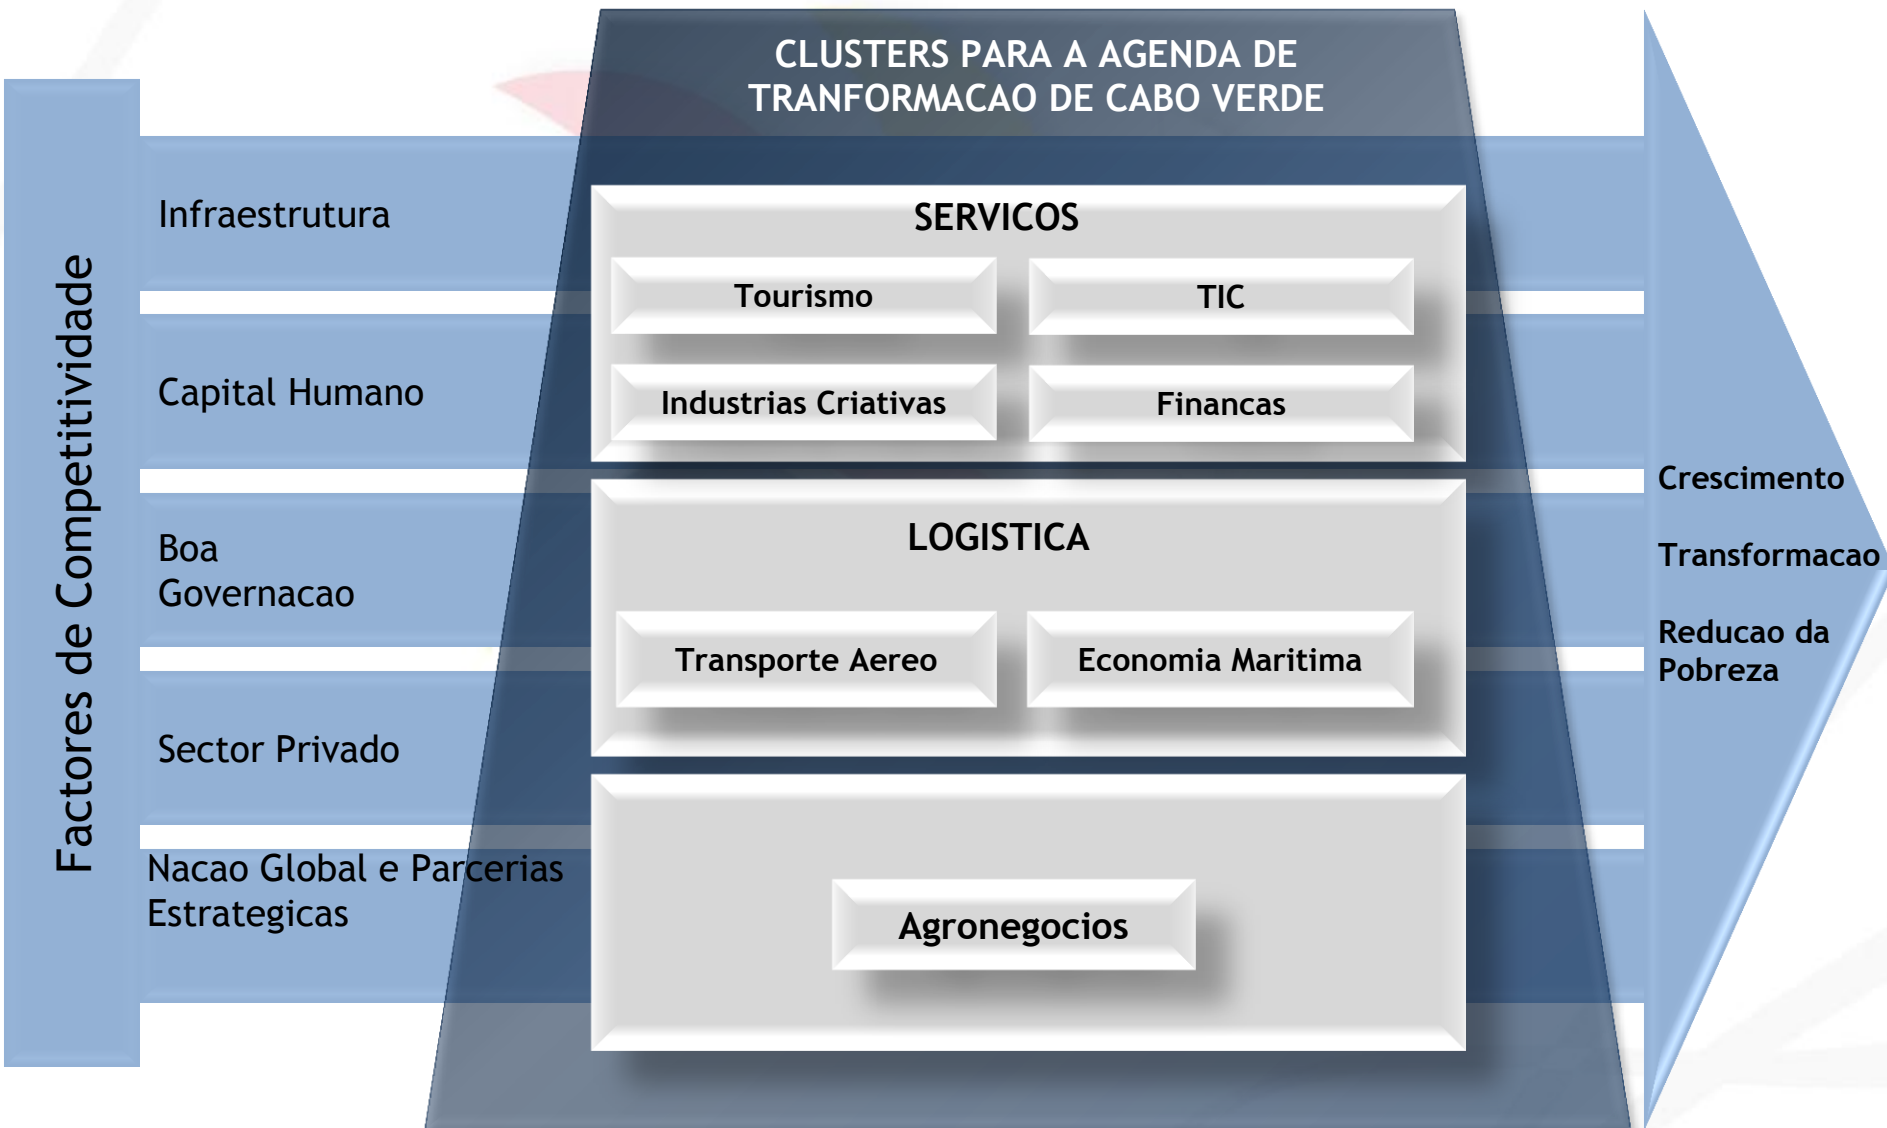 CLUSTERS PARA A AGENDA DE
TRANFORMACAO DE CABO VERDE
Factores de Competitividade
Infraestrutura
Capital Humano
Boa
Governacao
Sector Privado
Nacao Global e Parcerias
Estrategicas
SERVICOS
Tourismo
TIC
Industrias Criativas
Financas
LOGISTICA
Transporte Aereo
Economia Maritima
Agronegocios
Crescimento
Transformacao
Reducao da
Pobreza